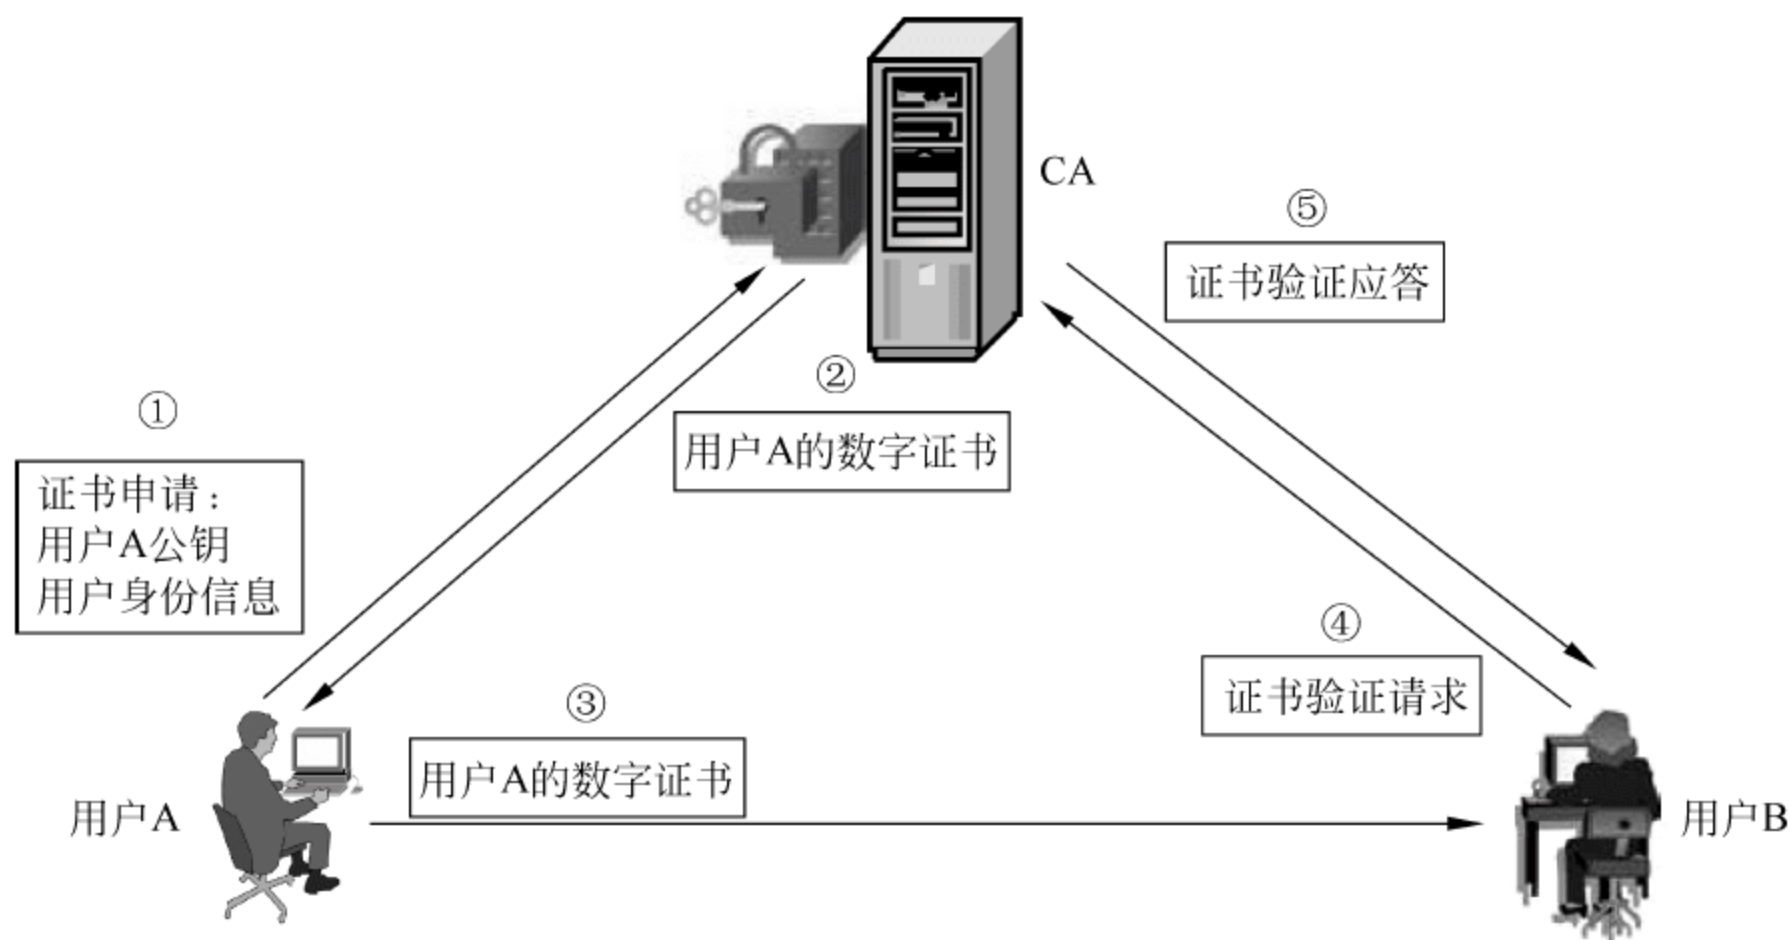 CA
⑤
证书验证应答
②
用户A的数字证书
①
证书申请：
用户A公钥
用户身份信息
④
证书验证请求
③
用户A的数字证书
用户A
用户B